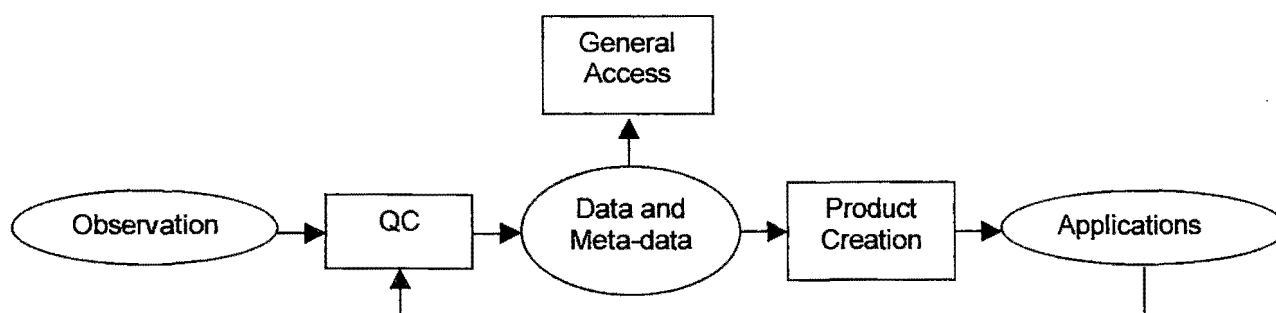 General
Access
Observation
QC
Data and
Meta-data
Product
Creation
Applications